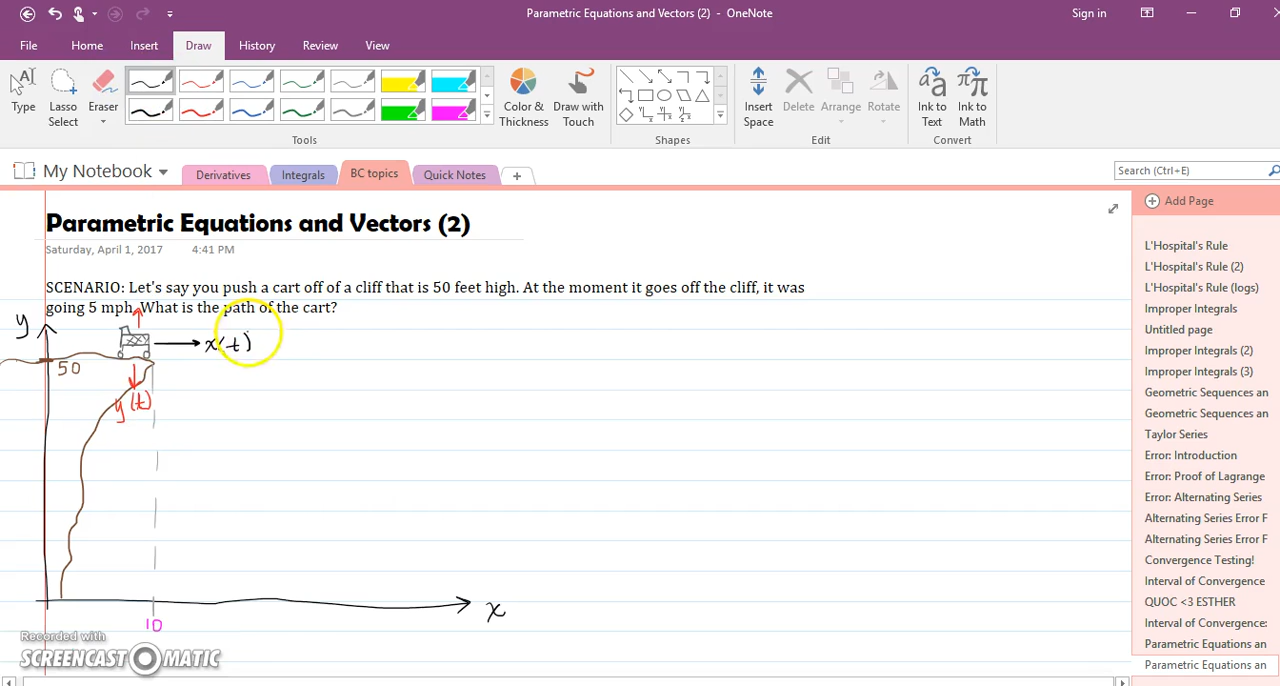 Parametric Equations and Vectors (2) - OneNote
Sign in
File Home Insert Draw History Review View
Type
Lasso Select
Eraser
Color & Thickness
Draw with Touch
Insert Space
Delete
Arrange
Rotate
Ink to Text
Ink to Math
Tools
Shapes
Edit
Convert
My Notebook
Derivatives
Integrals
BC topics
Quick Notes
Search (Ctrl+E)
Add Page
Parametric Equations and Vectors (2)
Saturday, April 1, 2017 4:41 PM
SCENARIO: Let's say you push a cart off of a cliff that is 50 feet high. At the moment it goes off the cliff, it was
going 5 mph. What is the path of the cart?
y
x(t)
50
y(t)
x
10
Recorded with
SCREENCAST MATIC
L'Hospital's Rule
L'Hospital's Rule (2)
L'Hospital's Rule (logs)
Improper Integrals
Untitled page
Improper Integrals (2)
Improper Integrals (3)
Geometric Sequences an
Geometric Sequences an
Taylor Series
Error: Introduction
Error: Proof of Lagrange
Error: Alternating Series
Alternating Series Error F
Alternating Series Error F
Convergence Testing!
Interval of Convergence
QUOC <3 ESTHER
Interval of Convergence:
Parametric Equations an
Parametric Equations an